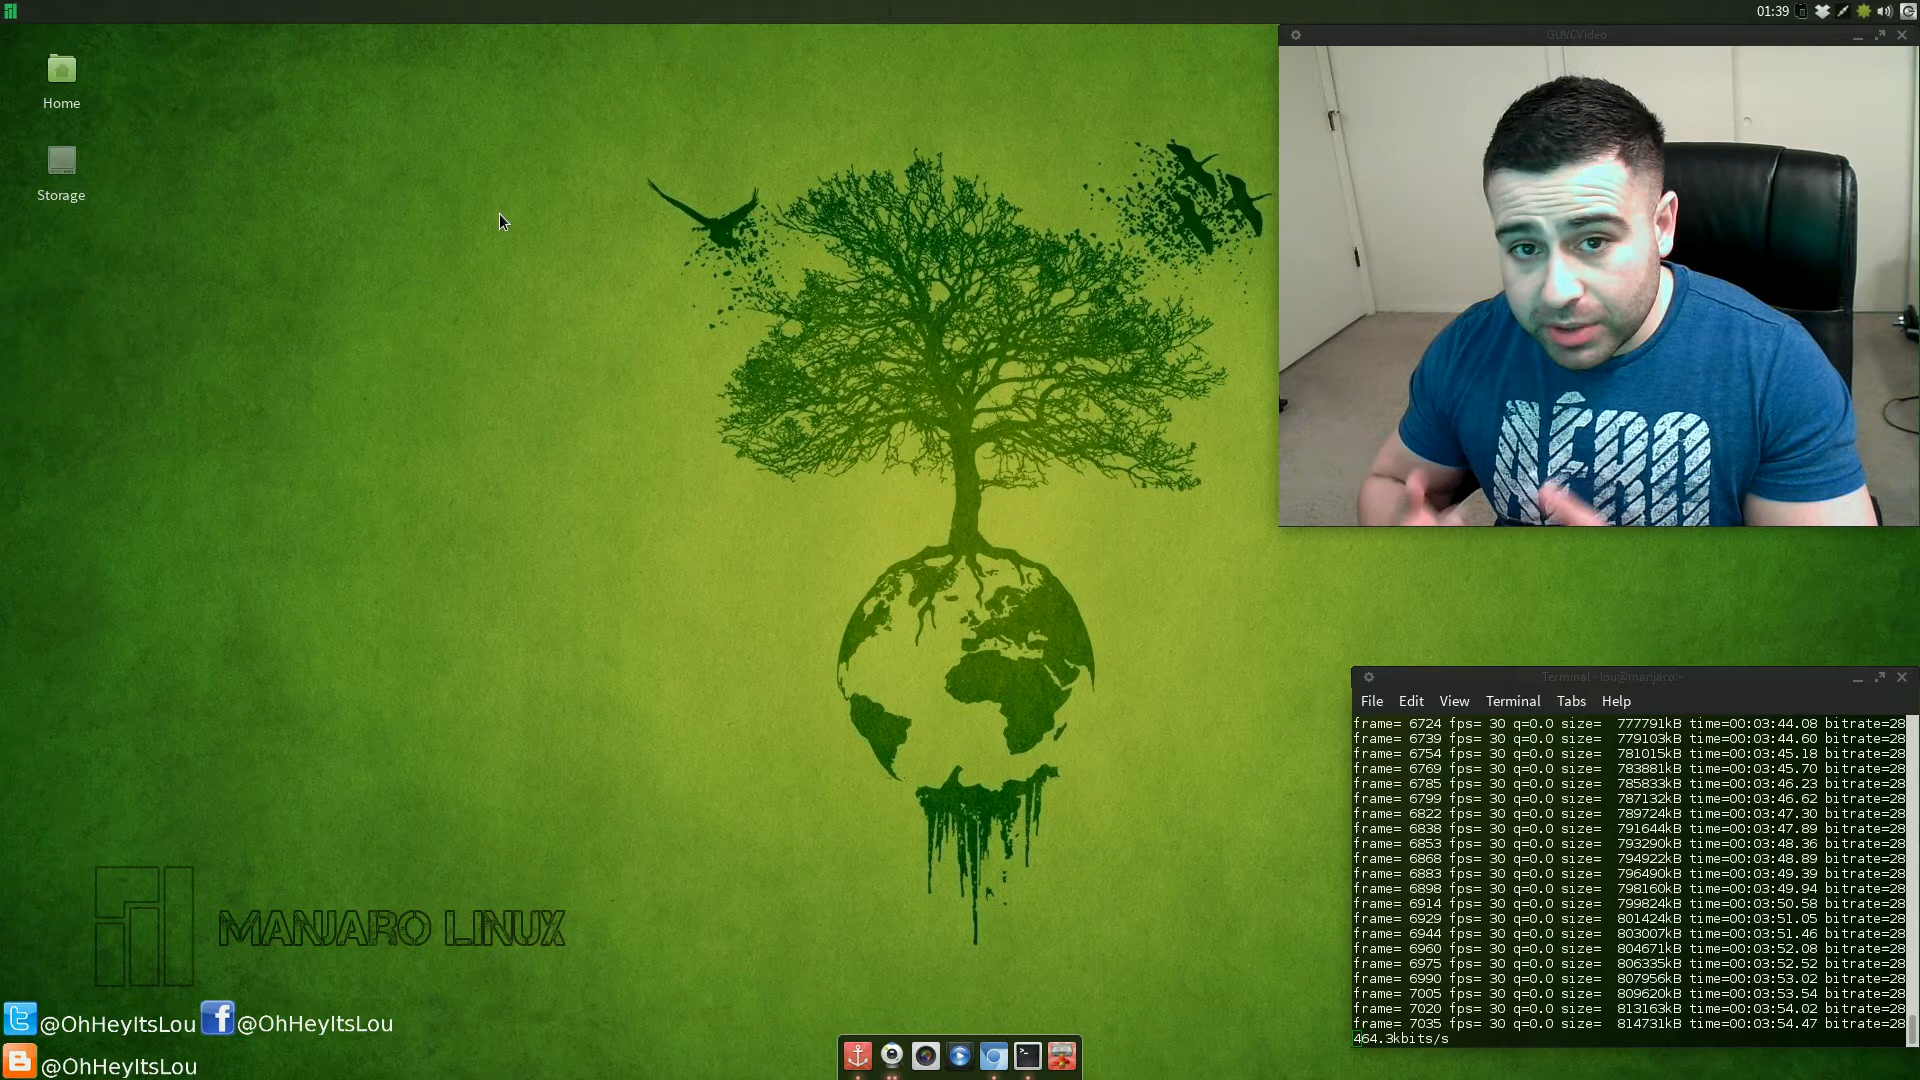 01:39
GUVCVideo
Home
Storage
AÉRO
Terminal - lou@manjaro:~
File Edit View Terminal Tabs Help
frame= 6724 fps= 30 q=0.0 size=  777791kB time=00:03:44.08 bitrate=28
frame= 6739 fps= 30 q=0.0 size=  779103kB time=00:03:44.60 bitrate=28
frame= 6754 fps= 30 q=0.0 size=  781015kB time=00:03:45.18 bitrate=28
frame= 6769 fps= 30 q=0.0 size=  783881kB time=00:03:45.70 bitrate=28
frame= 6785 fps= 30 q=0.0 size=  785833kB time=00:03:46.23 bitrate=28
frame= 6799 fps= 30 q=0.0 size=  787132kB time=00:03:46.62 bitrate=28
frame= 6822 fps= 30 q=0.0 size=  789724kB time=00:03:47.30 bitrate=28
frame= 6838 fps= 30 q=0.0 size=  791644kB time=00:03:47.89 bitrate=28
frame= 6853 fps= 30 q=0.0 size=  793290kB time=00:03:48.36 bitrate=28
frame= 6868 fps= 30 q=0.0 size=  794922kB time=00:03:48.89 bitrate=28
frame= 6883 fps= 30 q=0.0 size=  796490kB time=00:03:49.39 bitrate=28
frame= 6898 fps= 30 q=0.0 size=  798160kB time=00:03:49.94 bitrate=28
frame= 6914 fps= 30 q=0.0 size=  799824kB time=00:03:50.58 bitrate=28
frame= 6929 fps= 30 q=0.0 size=  801424kB time=00:03:51.05 bitrate=28
frame= 6944 fps= 30 q=0.0 size=  803007kB time=00:03:51.46 bitrate=28
frame= 6960 fps= 30 q=0.0 size=  804671kB time=00:03:52.08 bitrate=28
frame= 6975 fps= 30 q=0.0 size=  806335kB time=00:03:52.52 bitrate=28
frame= 6990 fps= 30 q=0.0 size=  807956kB time=00:03:53.02 bitrate=28
frame= 7005 fps= 30 q=0.0 size=  809620kB time=00:03:53.54 bitrate=28
frame= 7020 fps= 30 q=0.0 size=  813163kB time=00:03:54.02 bitrate=28
frame= 7035 fps= 30 q=0.0 size=  814731kB time=00:03:54.47 bitrate=28
464.3kbits/s
MANJARO LINUX
@OhHeyItsLou @OhHeyItsLou
@OhHeyItsLou